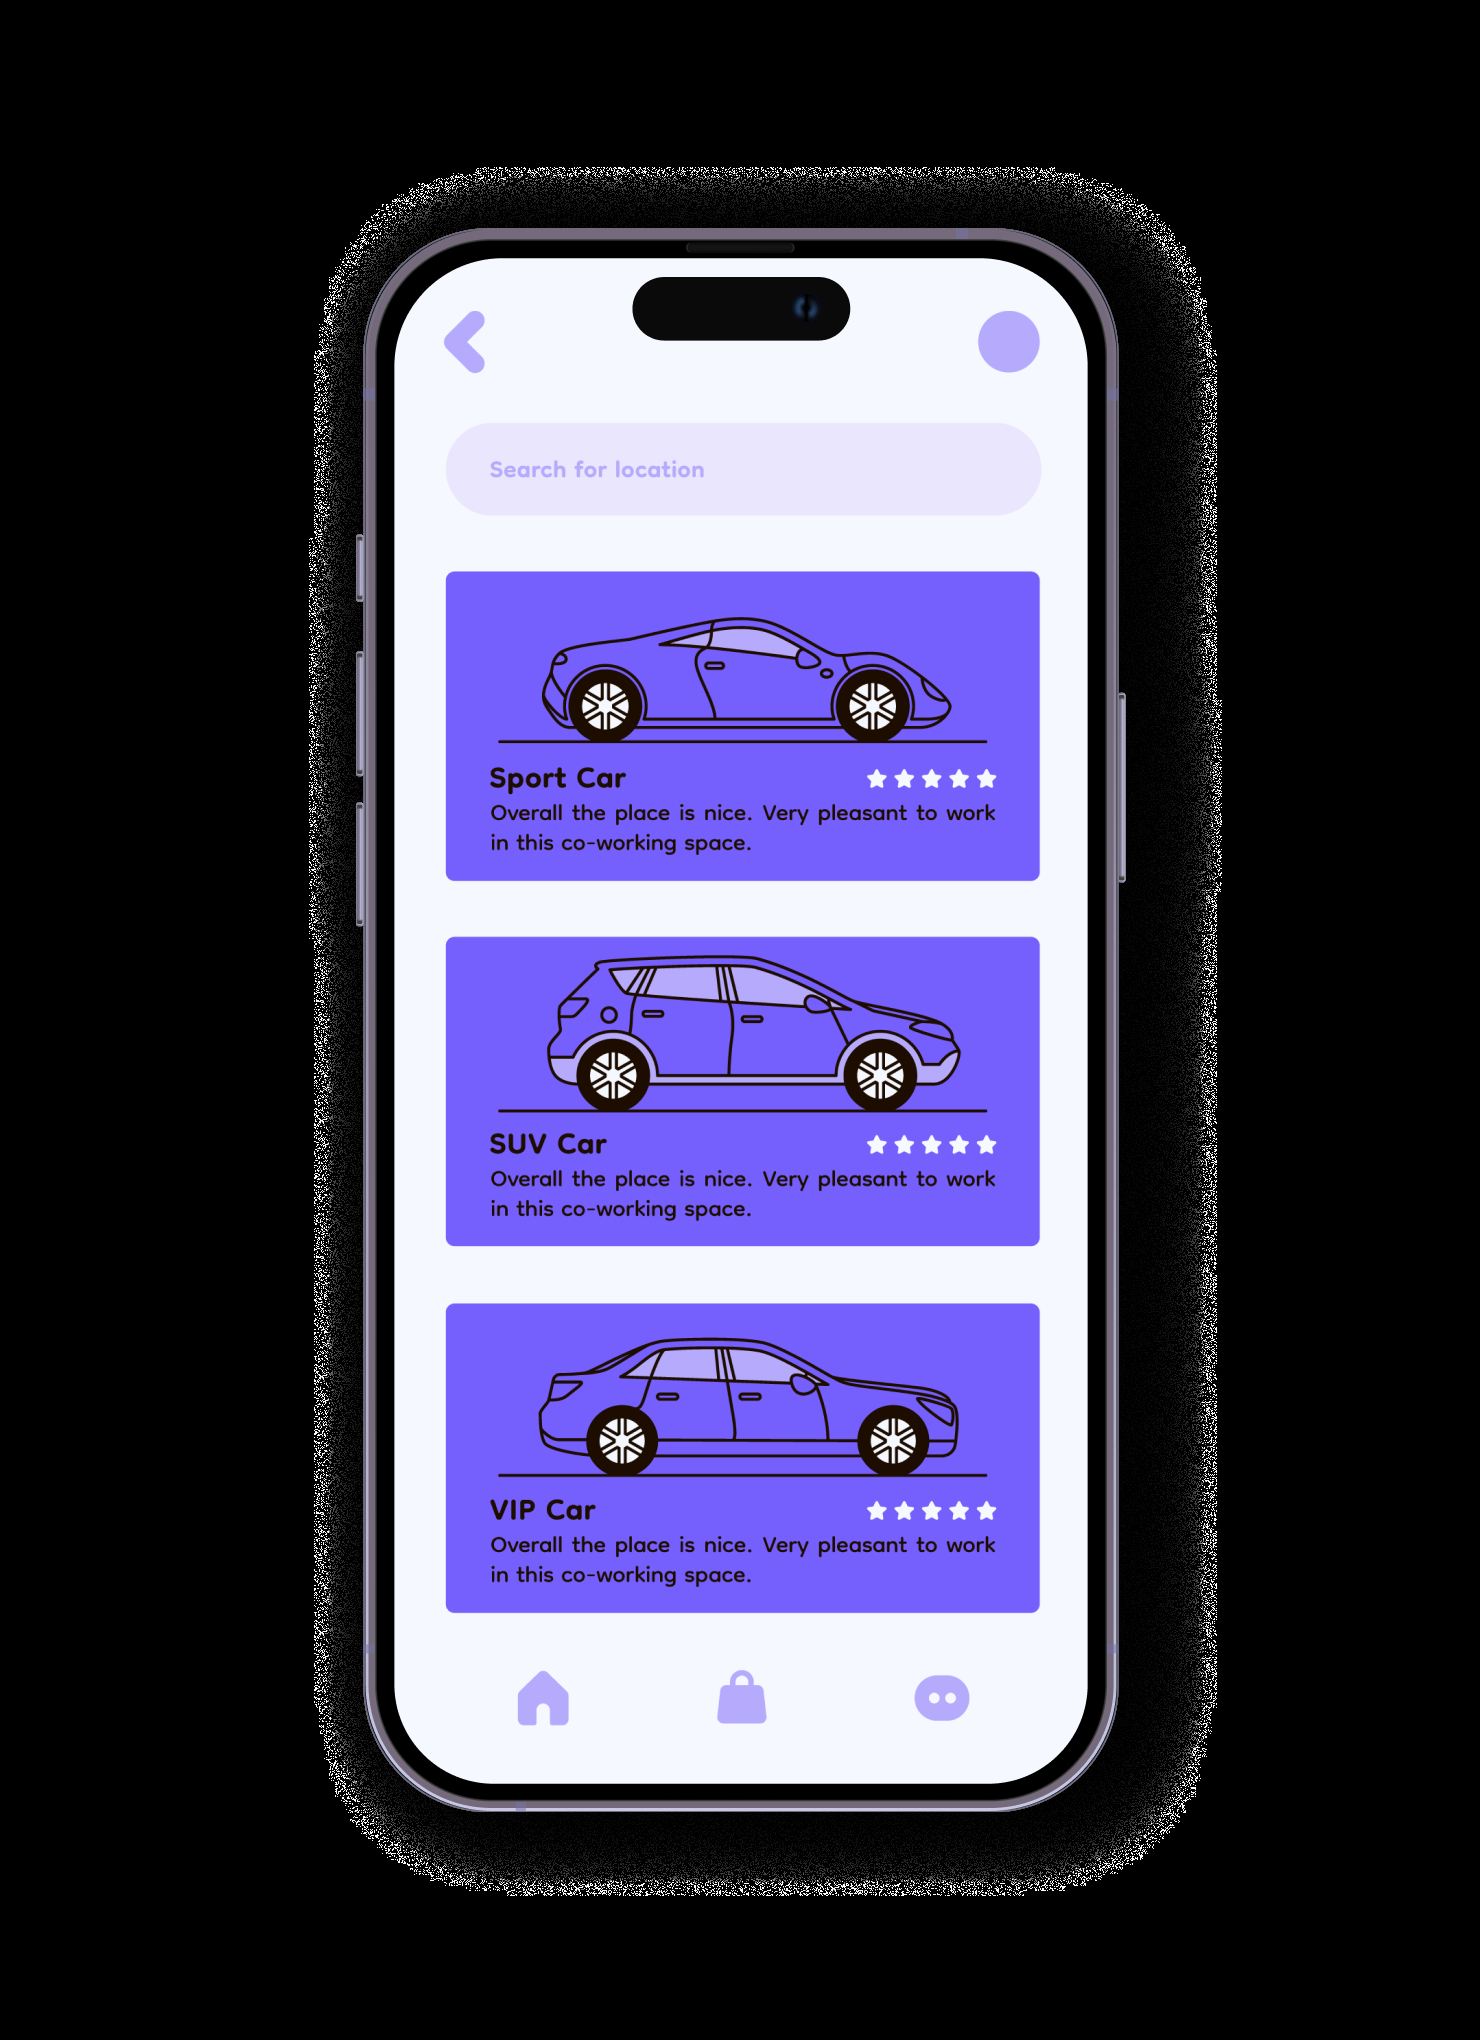 Search for location
Sport Car
Overall the place is nice. Very pleasant to work
in this co-working space.
SUV Car
Overall the place is nice. Very pleasant to work
in this co-working space.
VIP Car
Overall the place is nice. Very pleasant to work
in this co-working space.